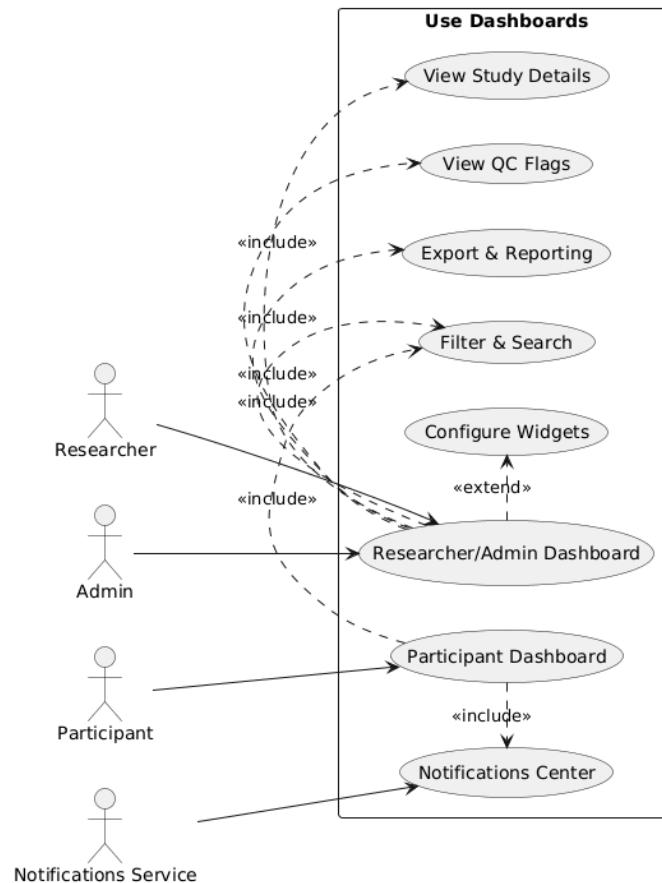 Use Dashboards
View Study Details
View QC Flags
«include»
Export & Reporting
«include»
Filter & Search
«include»
«include»
Researcher
Configure Widgets
«extend»
«include»
Researcher/Admin Dashboard
Admin
Participant Dashboard
«include»
Participant
Notifications Center
Notifications Service